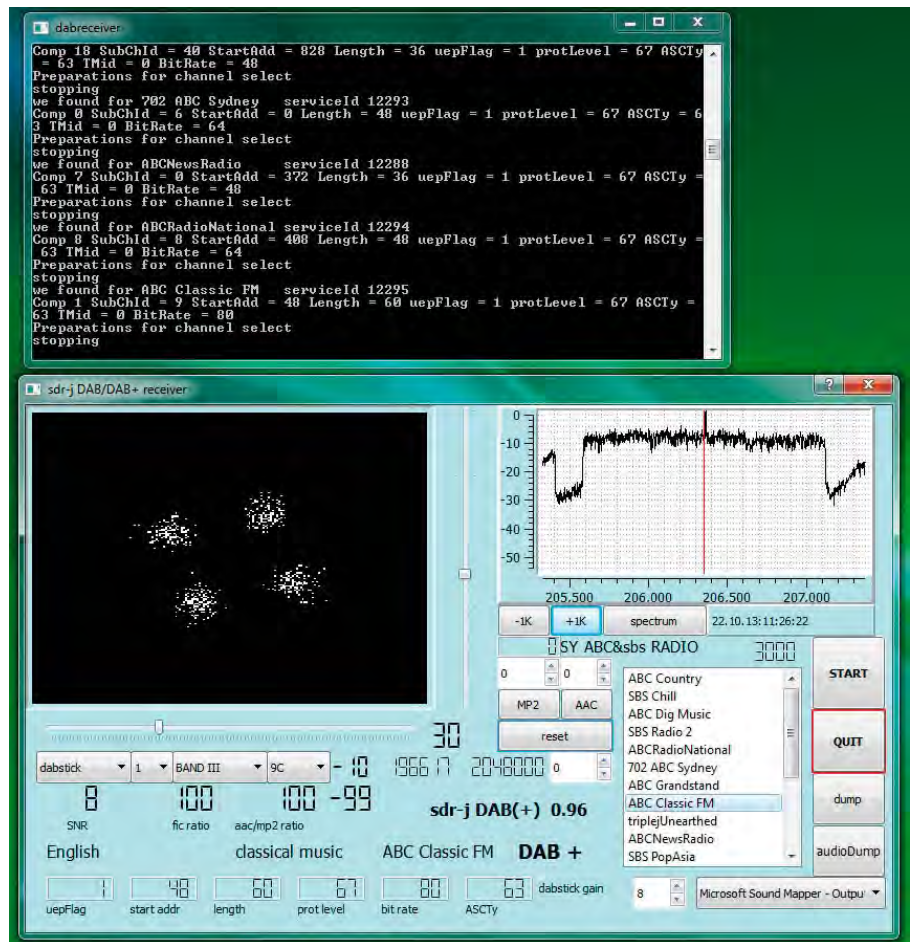 dabreceiver
Comp 18 SubChId = 40 StartAdd = 828 Length = 36 uepFlag = 1 protLevel = 67 ASCTy
= 63 TMid = 0 BitRate = 48
Preparations for channel select
stopping
we found for 702 ABC Sydney serviceId 12293
Comp 0 SubChId = 6 StartAdd = 0 Length = 48 uepFlag = 1 protLevel = 67 ASCTy = 6
3 TMid = 0 BitRate = 64
Preparations for channel select
stopping
we found for ABCNewsRadio serviceId 12288
Comp 7 SubChId = 0 StartAdd = 372 Length = 36 uepFlag = 1 protLevel = 67 ASCTy =
63 TMid = 0 BitRate = 48
Preparations for channel select
stopping
we found for ABCRadioNational serviceId 12294
Comp 8 SubChId = 8 StartAdd = 408 Length = 48 uepFlag = 1 protLevel = 67 ASCTy =
63 TMid = 0 BitRate = 64
Preparations for channel select
stopping
we found for ABC Classic FM serviceId 12295
Comp 1 SubChId = 9 StartAdd = 48 Length = 60 uepFlag = 1 protLevel = 67 ASCTy =
63 TMid = 0 BitRate = 80
Preparations for channel select
stopping
sdr-j DAB/DAB+ receiver
0
-10
-20
-30
-40
-50
205.500 206.000 206.500 207.000
-1K +1K spectrum 22.10.13:11:26:22
0 SY ABC&sbs RADIO 3000
0 0
MP2 AAC
reset
ABC Country
SBS Chill
ABC Dig Music
SBS Radio 2
ABCRadioNational
702 ABC Sydney
ABC Grandstand
ABC Classic FM
triplejUnearthed
ABCNewsRadio
SBS PopAsia
START
QUIT
dump
audioDump
30
dabstick 1 BAND III 9C -10 196617 2048000 0
8 100 100 -99
SNR fic ratio aac/mp2 ratio
sdr-j DAB(+) 0.96
English classical music ABC Classic FM DAB +
1 48 60 67 80 63 dabstick gain 8 Microsoft Sound Mapper - Outpu
uepFlag start addr length prot level bit rate ASCTy